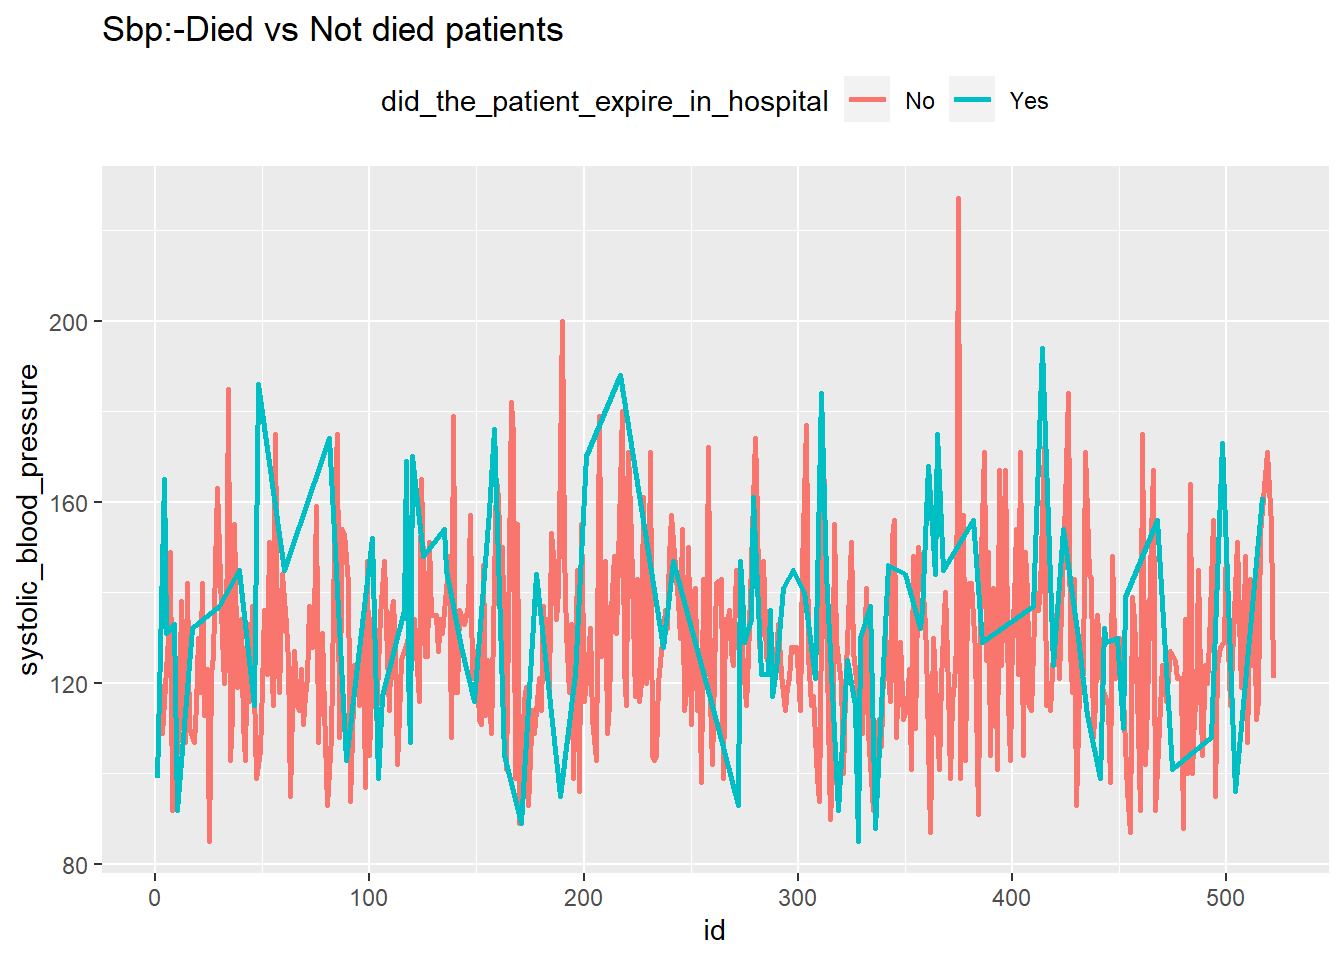 Sbp:-Died vs Not died patients
did_the_patient_expire_in_hospital No Yes
systolic_blood_pressure
200
160
120
80
0 100 200 300 400 500
id